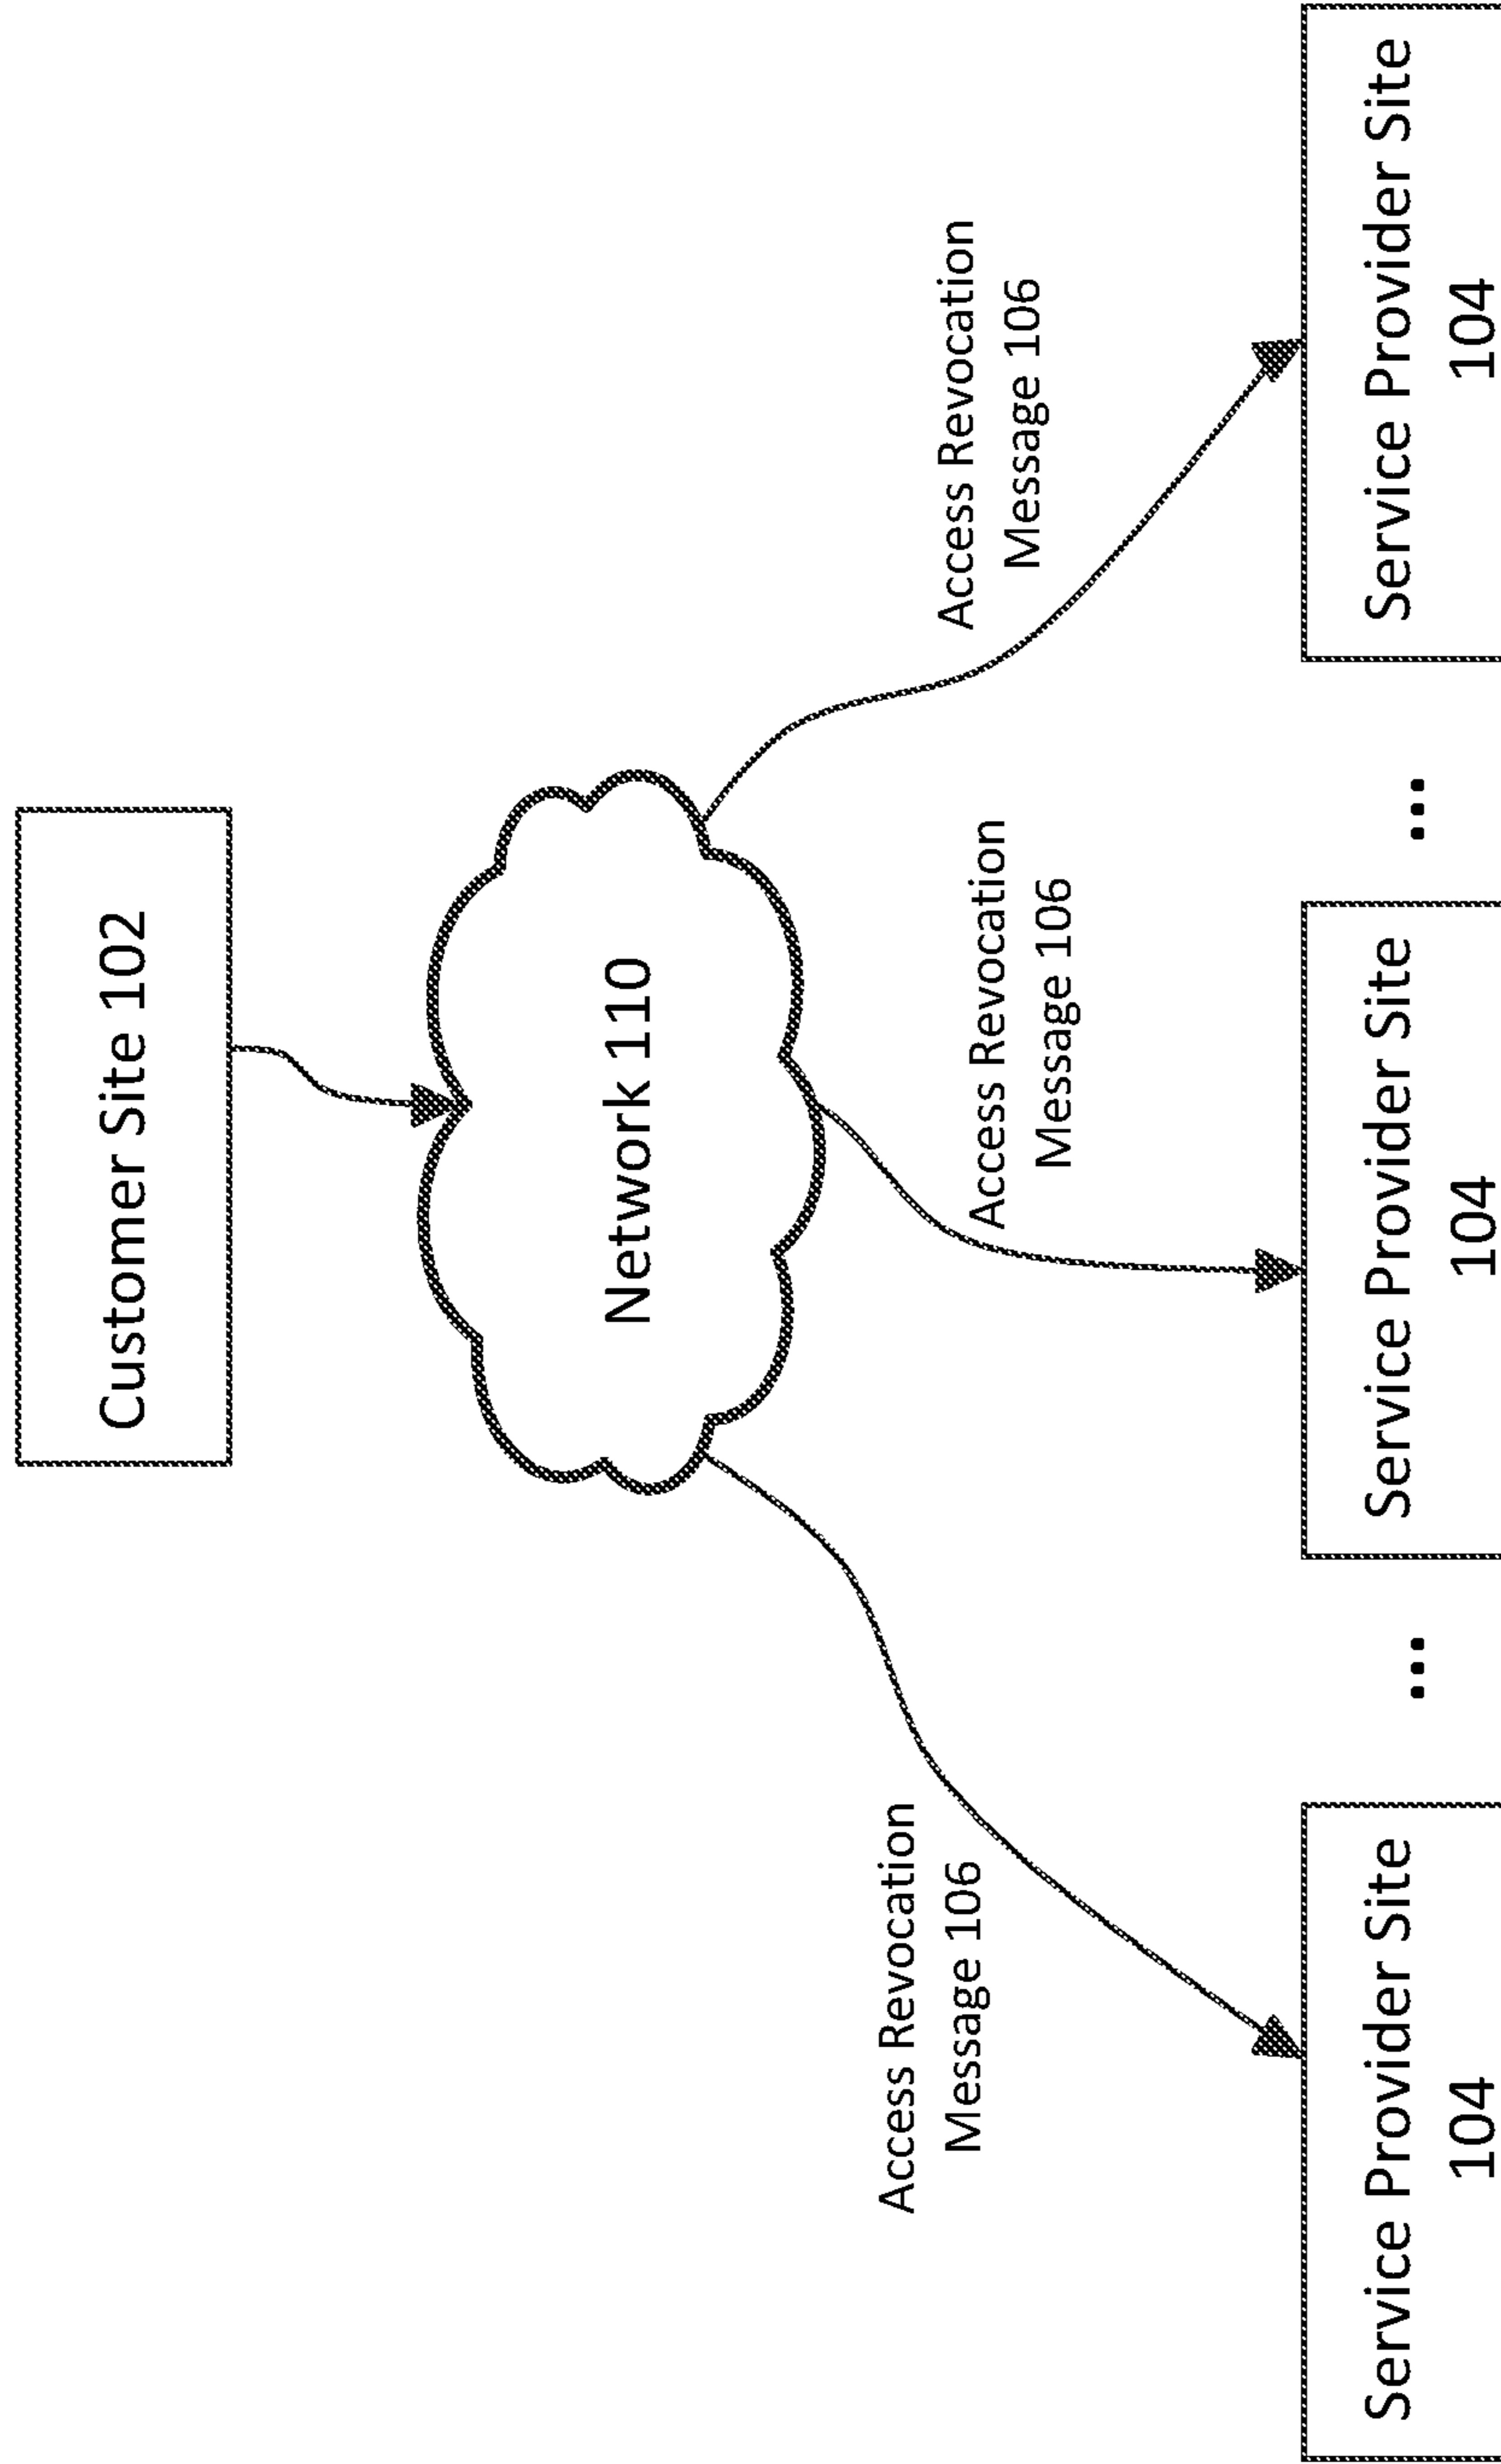 Customer Site 102
Network 110
Access Revocation
Message 106
Access Revocation
Message 106
Access Revocation
Message 106
Service Provider Site
104
...
Service Provider Site
104
...
Service Provider Site
104